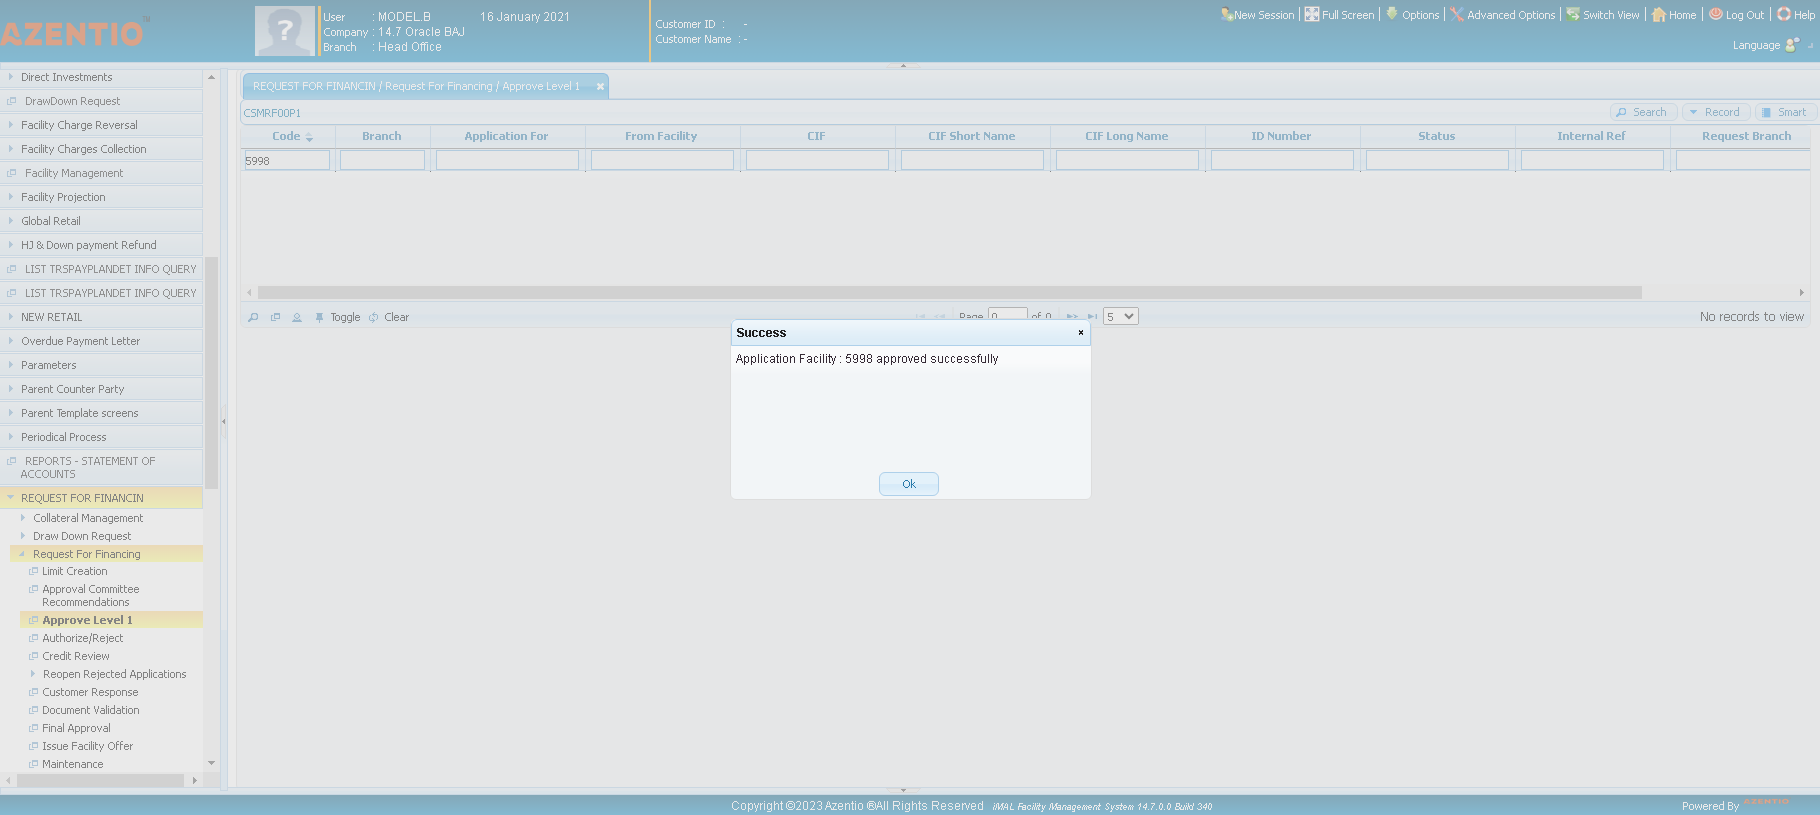 AZENTIO™
User : MODEL.B 16 January 2021
Company : 14.7 Oracle BAJ
Branch : Head Office
Customer ID : -
Customer Name : -
New Session | Full Screen | Options | Advanced Options | Switch View | Home | Log Out | Help
Language
Direct Investments
DrawDown Request
Facility Charge Reversal
Facility Charges Collection
Facility Management
Facility Projection
Global Retail
HJ & Down payment Refund
LIST TRSPAYPLANDET INFO QUERY
LIST TRSPAYPLANDET INFO QUERY
NEW RETAIL
Overdue Payment Letter
Parameters
Parent Counter Party
Parent Template screens
Periodical Process
REPORTS - STATEMENT OF
ACCOUNTS
REQUEST FOR FINANCIN
Collateral Management
Draw Down Request
Request For Financing
Limit Creation
Approval Committee
Recommendations
Approve Level 1
Authorize/Reject
Credit Review
Reopen Rejected Applications
Customer Response
Document Validation
Final Approval
Issue Facility Offer
Maintenance
REQUEST FOR FINANCIN / Request For Financing / Approve Level 1
CSMRF00P1
Search Record Smart
Code Branch Application For From Facility CIF CIF Short Name CIF Long Name ID Number Status Internal Ref Request Branch
5998
Toggle Clear
Page 0 of 0 5
No records to view
Success
Application Facility : 5998 approved successfully
Ok
Copyright ©2023 Azentio ®All Rights Reserved iMAL Facility Management System 14.7.0.0 Build 340
Powered By AZENTIO